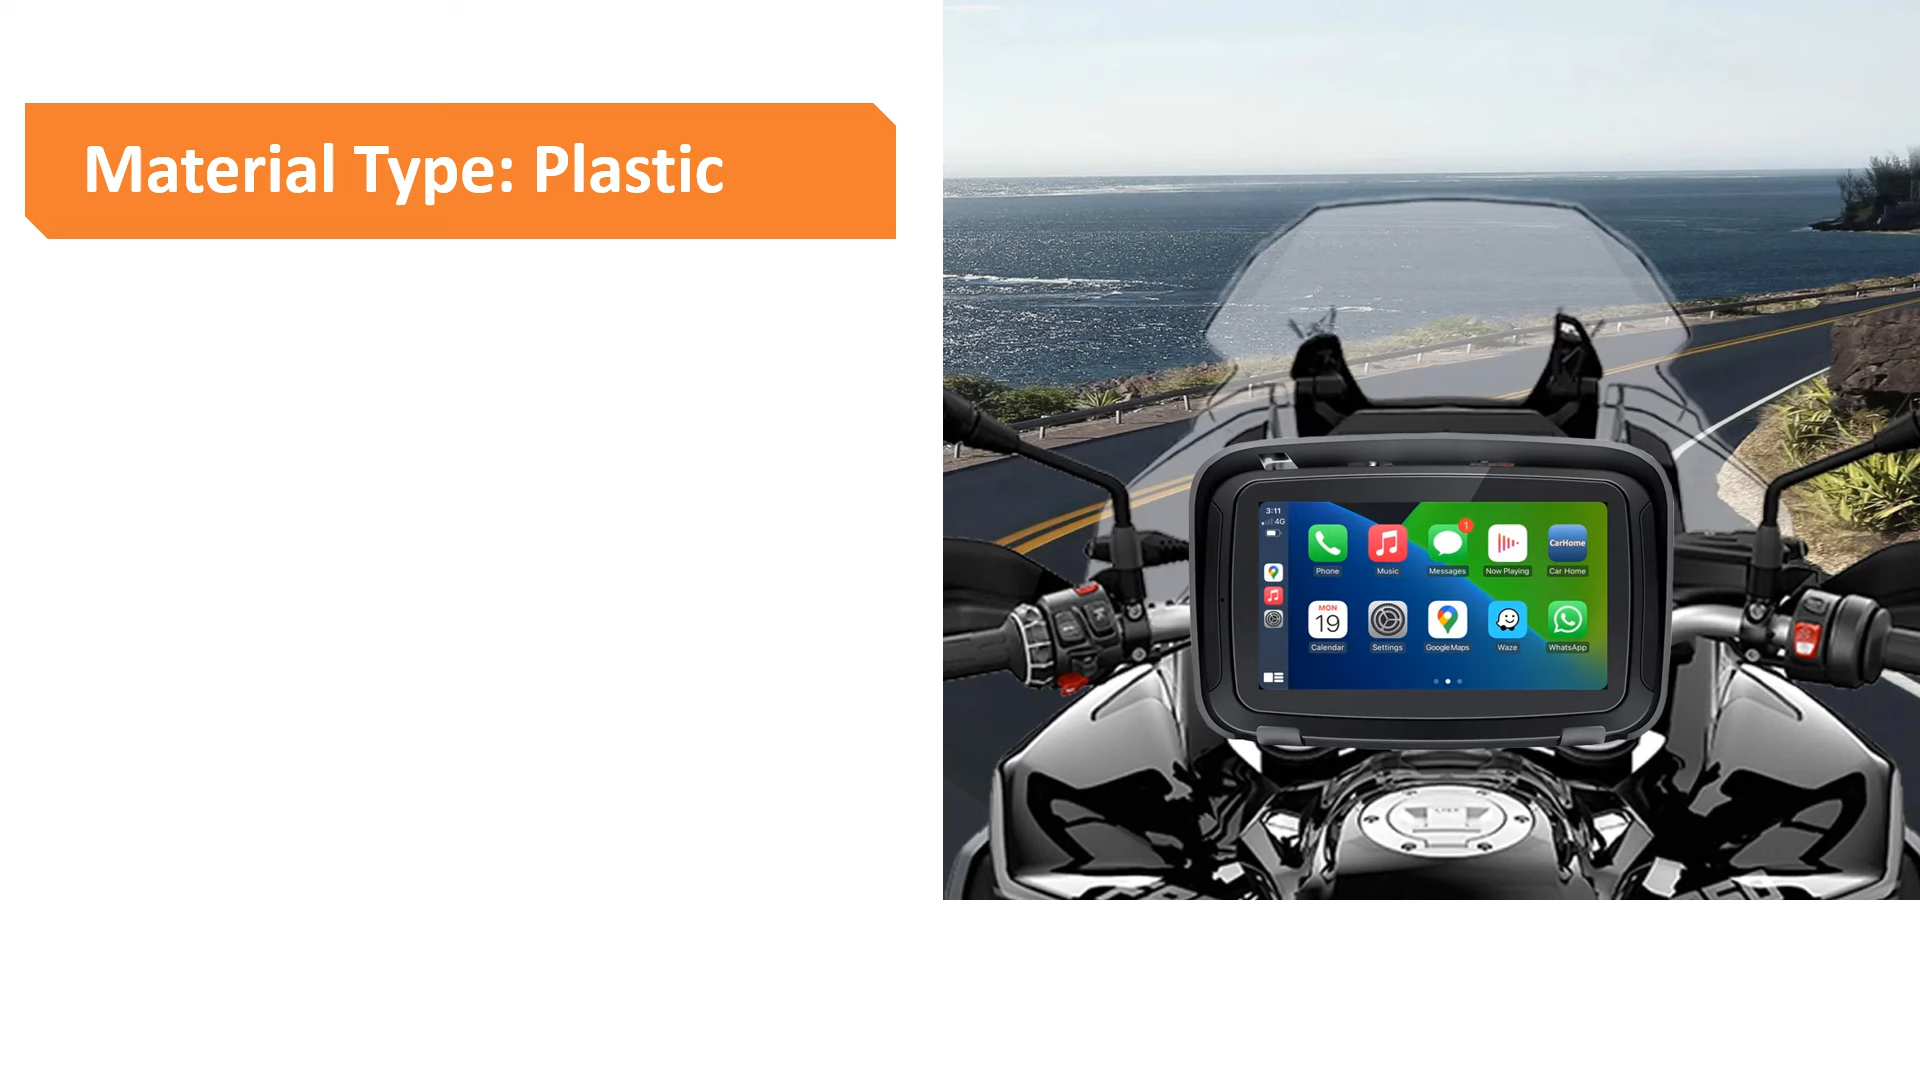 Material Type: Plastic
3:11
4G
1
CarHome
Phone
Music
Messages
Now Playing
Car Home
MON
19
Calendar
Settings
Google Maps
Waze
WhatsApp